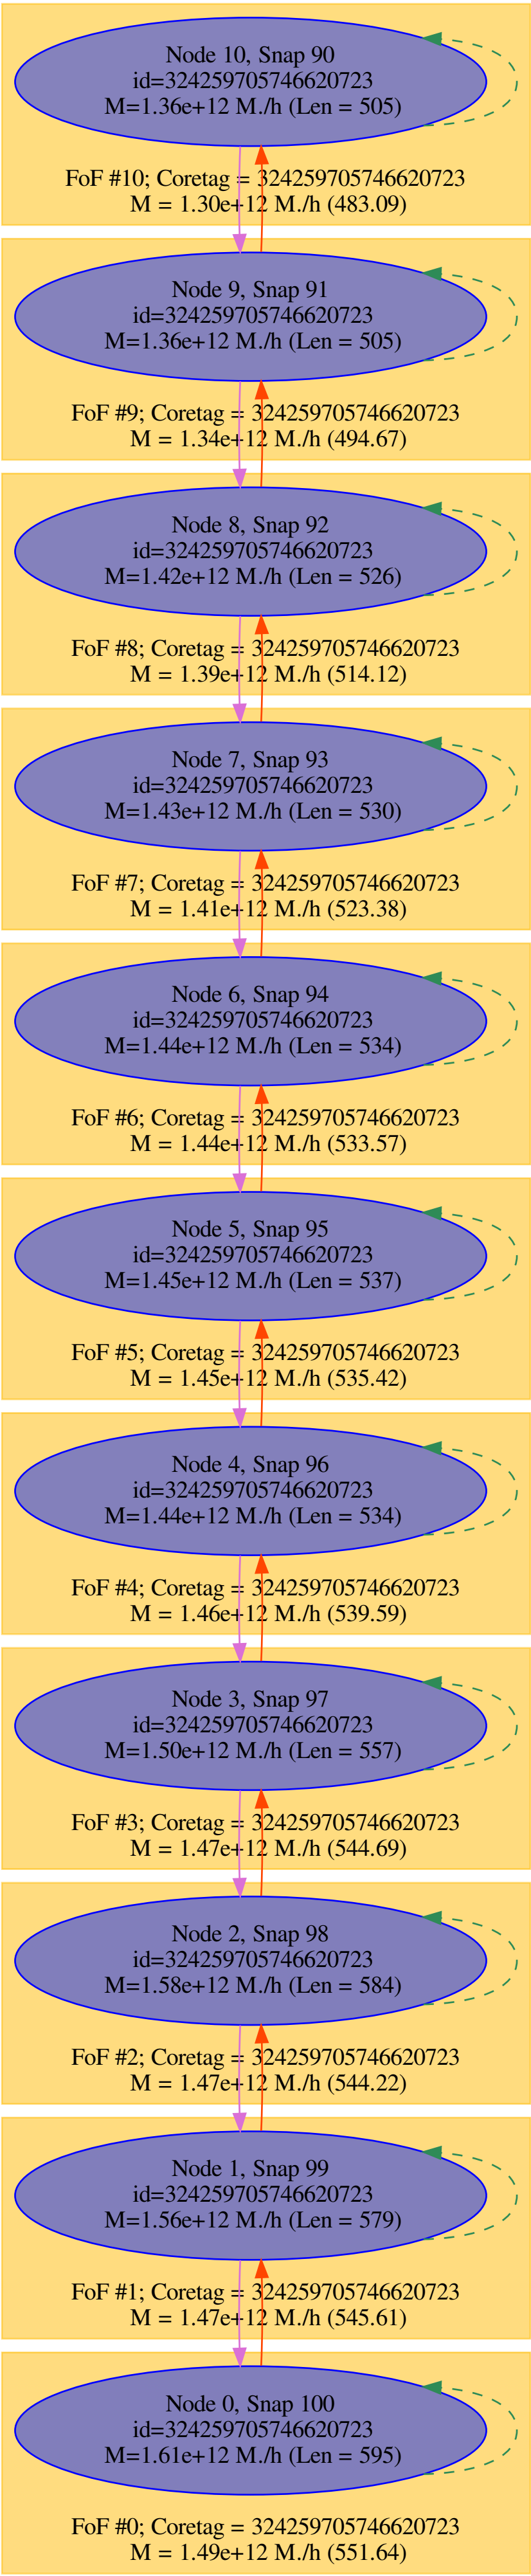 Node 10, Snap 90
id=324259705746620723
M=1.36e+12 M./h (Len = 505)
FoF #10; Coretag = 324259705746620723
M = 1.30e+12 M./h (483.09)
Node 9, Snap 91
id=324259705746620723
M=1.36e+12 M./h (Len = 505)
FoF #9; Coretag = 324259705746620723
M = 1.34e+12 M./h (494.67)
Node 8, Snap 92
id=324259705746620723
M=1.42e+12 M./h (Len = 526)
FoF #8; Coretag = 324259705746620723
M = 1.39e+12 M./h (514.12)
Node 7, Snap 93
id=324259705746620723
M=1.43e+12 M./h (Len = 530)
FoF #7; Coretag = 324259705746620723
M = 1.41e+12 M./h (523.38)
Node 6, Snap 94
id=324259705746620723
M=1.44e+12 M./h (Len = 534)
FoF #6; Coretag = 324259705746620723
M = 1.44e+12 M./h (533.57)
Node 5, Snap 95
id=324259705746620723
M=1.45e+12 M./h (Len = 537)
FoF #5; Coretag = 324259705746620723
M = 1.45e+12 M./h (535.42)
Node 4, Snap 96
id=324259705746620723
M=1.44e+12 M./h (Len = 534)
FoF #4; Coretag = 324259705746620723
M = 1.46e+12 M./h (539.59)
Node 3, Snap 97
id=324259705746620723
M=1.50e+12 M./h (Len = 557)
FoF #3; Coretag = 324259705746620723
M = 1.47e+12 M./h (544.69)
Node 2, Snap 98
id=324259705746620723
M=1.58e+12 M./h (Len = 584)
FoF #2; Coretag = 324259705746620723
M = 1.47e+12 M./h (544.22)
Node 1, Snap 99
id=324259705746620723
M=1.56e+12 M./h (Len = 579)
FoF #1; Coretag = 324259705746620723
M = 1.47e+12 M./h (545.61)
Node 0, Snap 100
id=324259705746620723
M=1.61e+12 M./h (Len = 595)
FoF #0; Coretag = 324259705746620723
M = 1.49e+12 M./h (551.64)